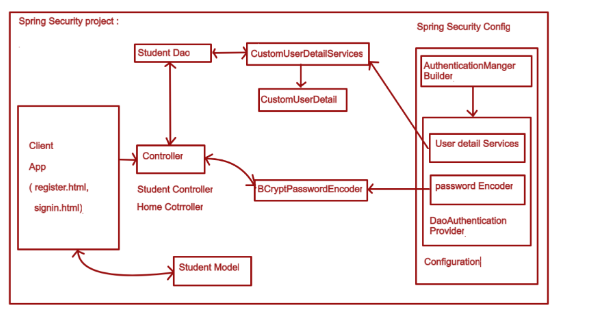 Spring Security project :
Spring Security Config
Student Dao
CustomUserDetailServices
AuthenticationManger
Builder
CustomUserDetail
Client
App
( register.html,
signin.html)
Controller
Student Controller
Home Cotrroller
BCryptPasswordEncoder
User detail Services
password Encoder
DaoAuthentication
Provider
Configuration
Student Model